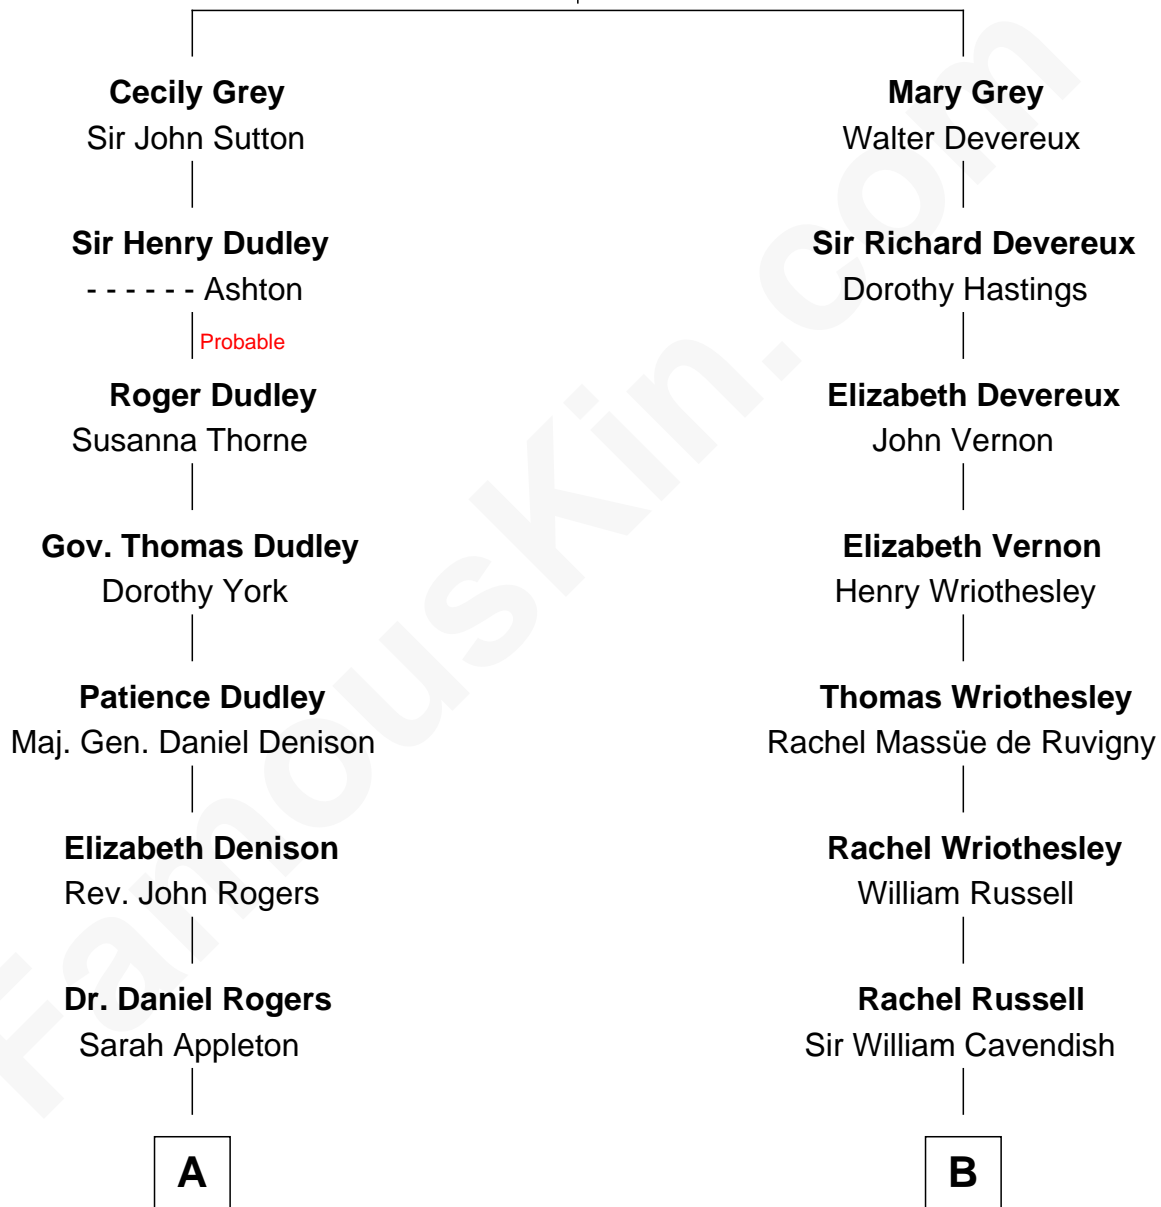 Cecily Grey
Sir John Sutton
Sir Henry Dudley
- - - - - - Ashton
Probable
Roger Dudley
Susanna Thorne
Gov. Thomas Dudley
Dorothy York
Patience Dudley
Maj. Gen. Daniel Denison
Elizabeth Denison
Rev. John Rogers
Dr. Daniel Rogers
Sarah Appleton
A
Mary Grey
Walter Devereux
Sir Richard Devereux
Dorothy Hastings
Elizabeth Devereux
John Vernon
Elizabeth Vernon
Henry Wriothesley
Thomas Wriothesley
Rachel Massüe de Ruvigny
Rachel Wriothesley
William Russell
Rachel Russell
Sir William Cavendish
B
FamousKin.com